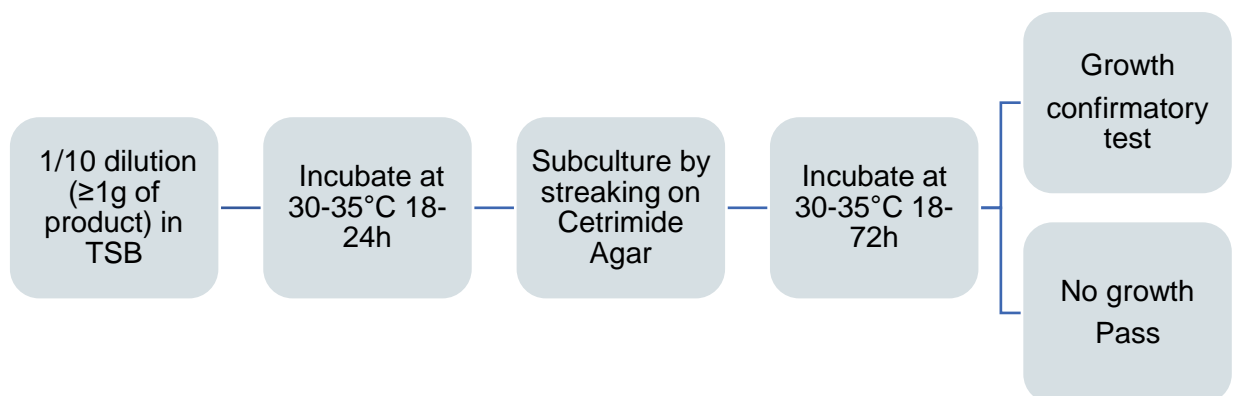 1/10 dilution
(≥1g of
product) in
TSB
Incubate at
30-35°C 18-
24h
Subculture by
streaking on
Cetrimide
Agar
Incubate at
30-35°C 18-
72h
Growth
confirmatory
test
No growth
Pass